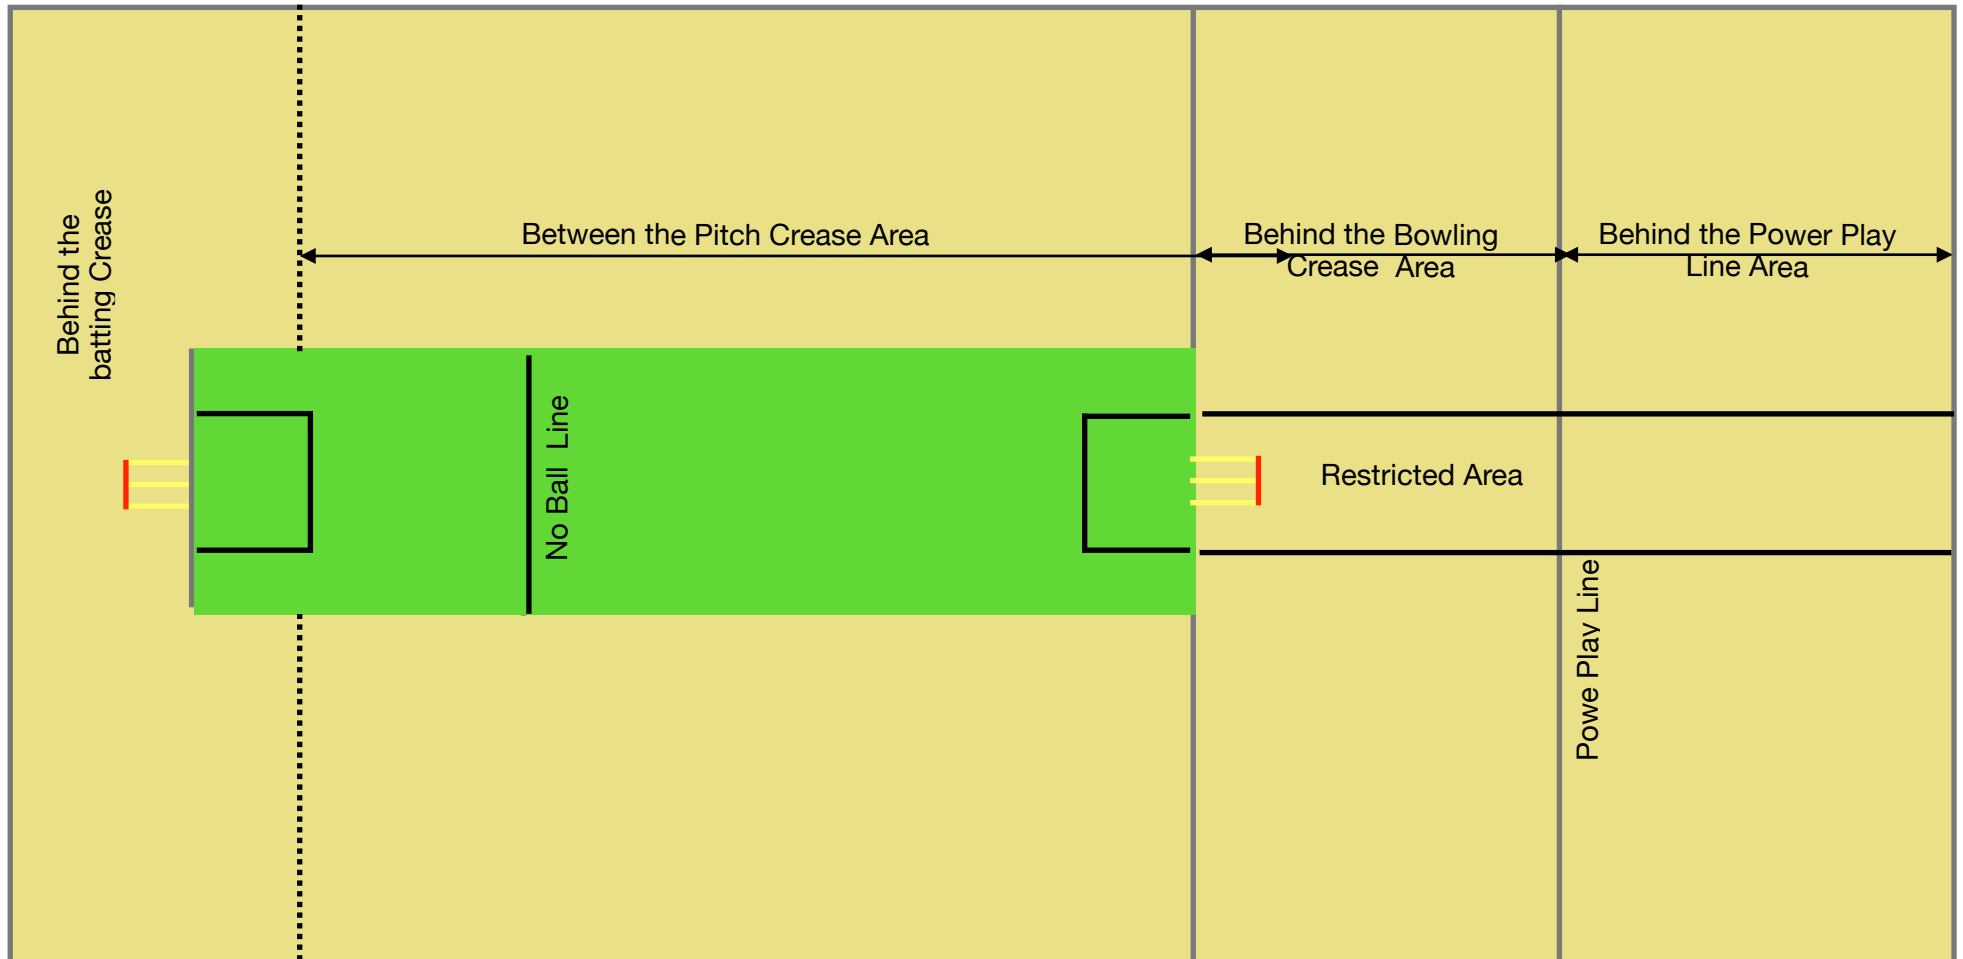 Behind the
batting Crease
Between the Pitch Crease Area
Behind the Bowling
Crease Area
Behind the Power Play
Line Area
No Ball Line
Restricted Area
Powe Play Line